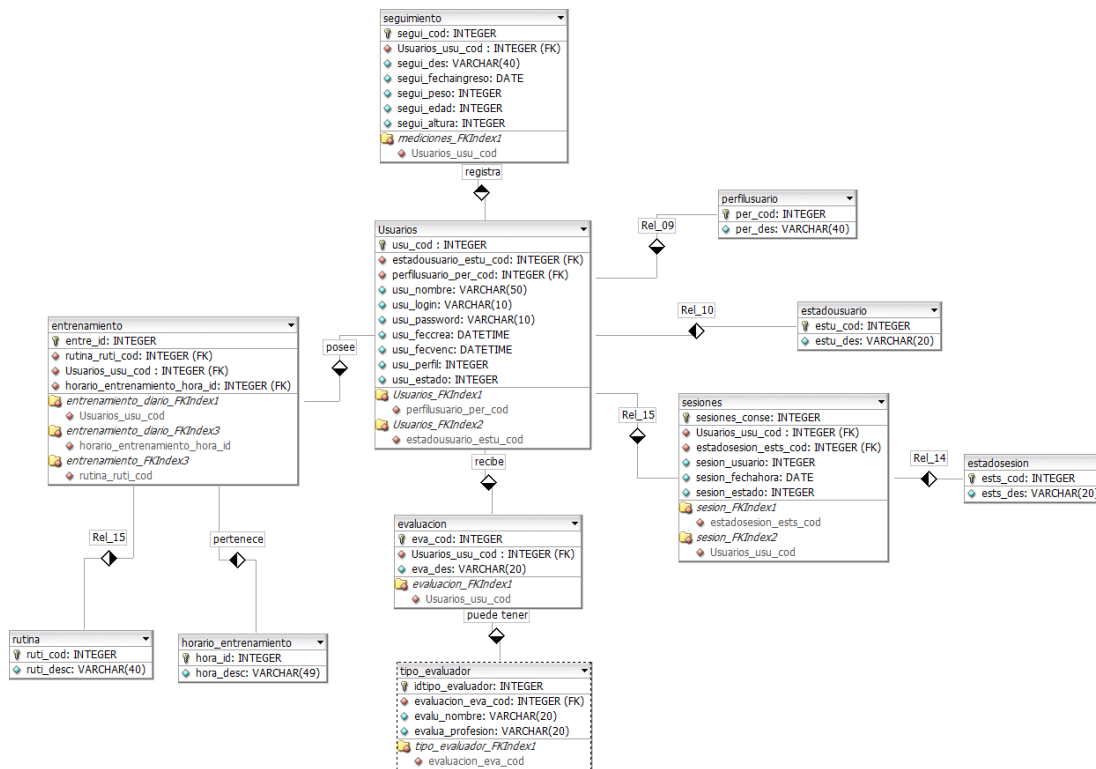 seguimiento
segui_cod: INTEGER
Usuarios_usu_cod : INTEGER (FK)
segui_des: VARCHAR(40)
segui_fechaingreso: DATE
segui_peso: INTEGER
segui_edad: INTEGER
segui_altura: INTEGER
mediciones_FKIndex1
Usuarios_usu_cod
registra
perfilusuario
per_cod: INTEGER
per_des: VARCHAR(40)
Rel_09
Usuarios
usu_cod : INTEGER
estadousuario_estu_cod: INTEGER (FK)
perfilusuario_per_cod: INTEGER (FK)
usu_nombre: VARCHAR(50)
usu_login: VARCHAR(10)
usu_password: VARCHAR(10)
usu_feccrea: DATETIME
usu_fecvenc: DATETIME
usu_perfil: INTEGER
usu_estado: INTEGER
Usuarios_FKIndex1
perfilusuario_per_cod
Usuarios_FKIndex2
estadousuario_estu_cod
Rel_10
estadousuario
estu_cod: INTEGER
estu_des: VARCHAR(20)
entrenamiento
entre_id: INTEGER
rutina_ruti_cod: INTEGER (FK)
Usuarios_usu_cod : INTEGER (FK)
horario_entrenamiento_hora_id: INTEGER (FK)
entrenamiento_diario_FKIndex1
Usuarios_usu_cod
entrenamiento_diario_FKIndex3
horario_entrenamiento_hora_id
entrenamiento_FKIndex3
rutina_ruti_cod
posee
Rel_15
sesiones
sesiones_conse: INTEGER
Usuarios_usu_cod : INTEGER (FK)
estadosesion_ests_cod: INTEGER (FK)
sesion_usuario: INTEGER
sesion_fechahora: DATE
sesion_estado: INTEGER
sesion_FKIndex1
estadosesion_ests_cod
sesion_FKIndex2
Usuarios_usu_cod
Rel_14
estadosesion
ests_cod: INTEGER
ests_des: VARCHAR(20)
recibe
evaluacion
eva_cod: INTEGER
Usuarios_usu_cod : INTEGER (FK)
eva_des: VARCHAR(20)
evaluacion_FKIndex1
Usuarios_usu_cod
Rel_15
pertenece
puede tener
rutina
ruti_cod: INTEGER
ruti_desc: VARCHAR(40)
horario_entrenamiento
hora_id: INTEGER
hora_desc: VARCHAR(49)
tipo_evaluador
idtipo_evaluador: INTEGER
evaluacion_eva_cod: INTEGER (FK)
evalu_nombre: VARCHAR(20)
evalua_profesion: VARCHAR(20)
tipo_evaluador_FKIndex1
evaluacion_eva_cod